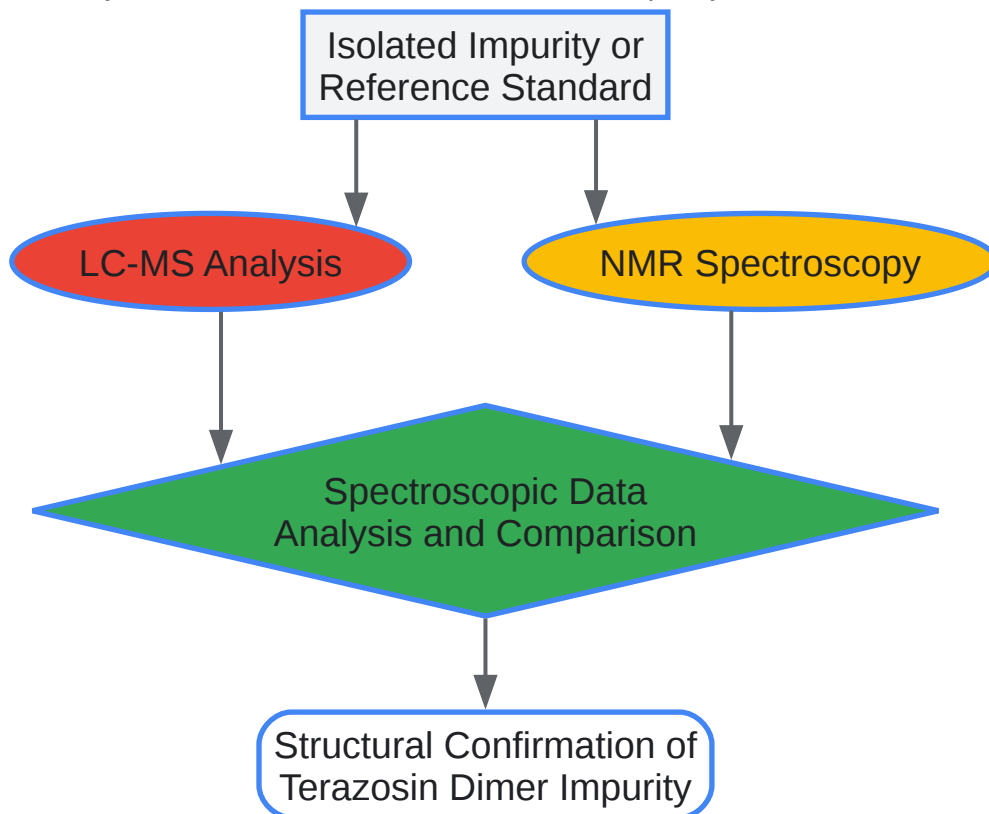 Isolated Impurity or
Reference Standard
LC-MS Analysis
NMR Spectroscopy
Spectroscopic Data
Analysis and Comparison
Structural Confirmation of
Terazosin Dimer Impurity